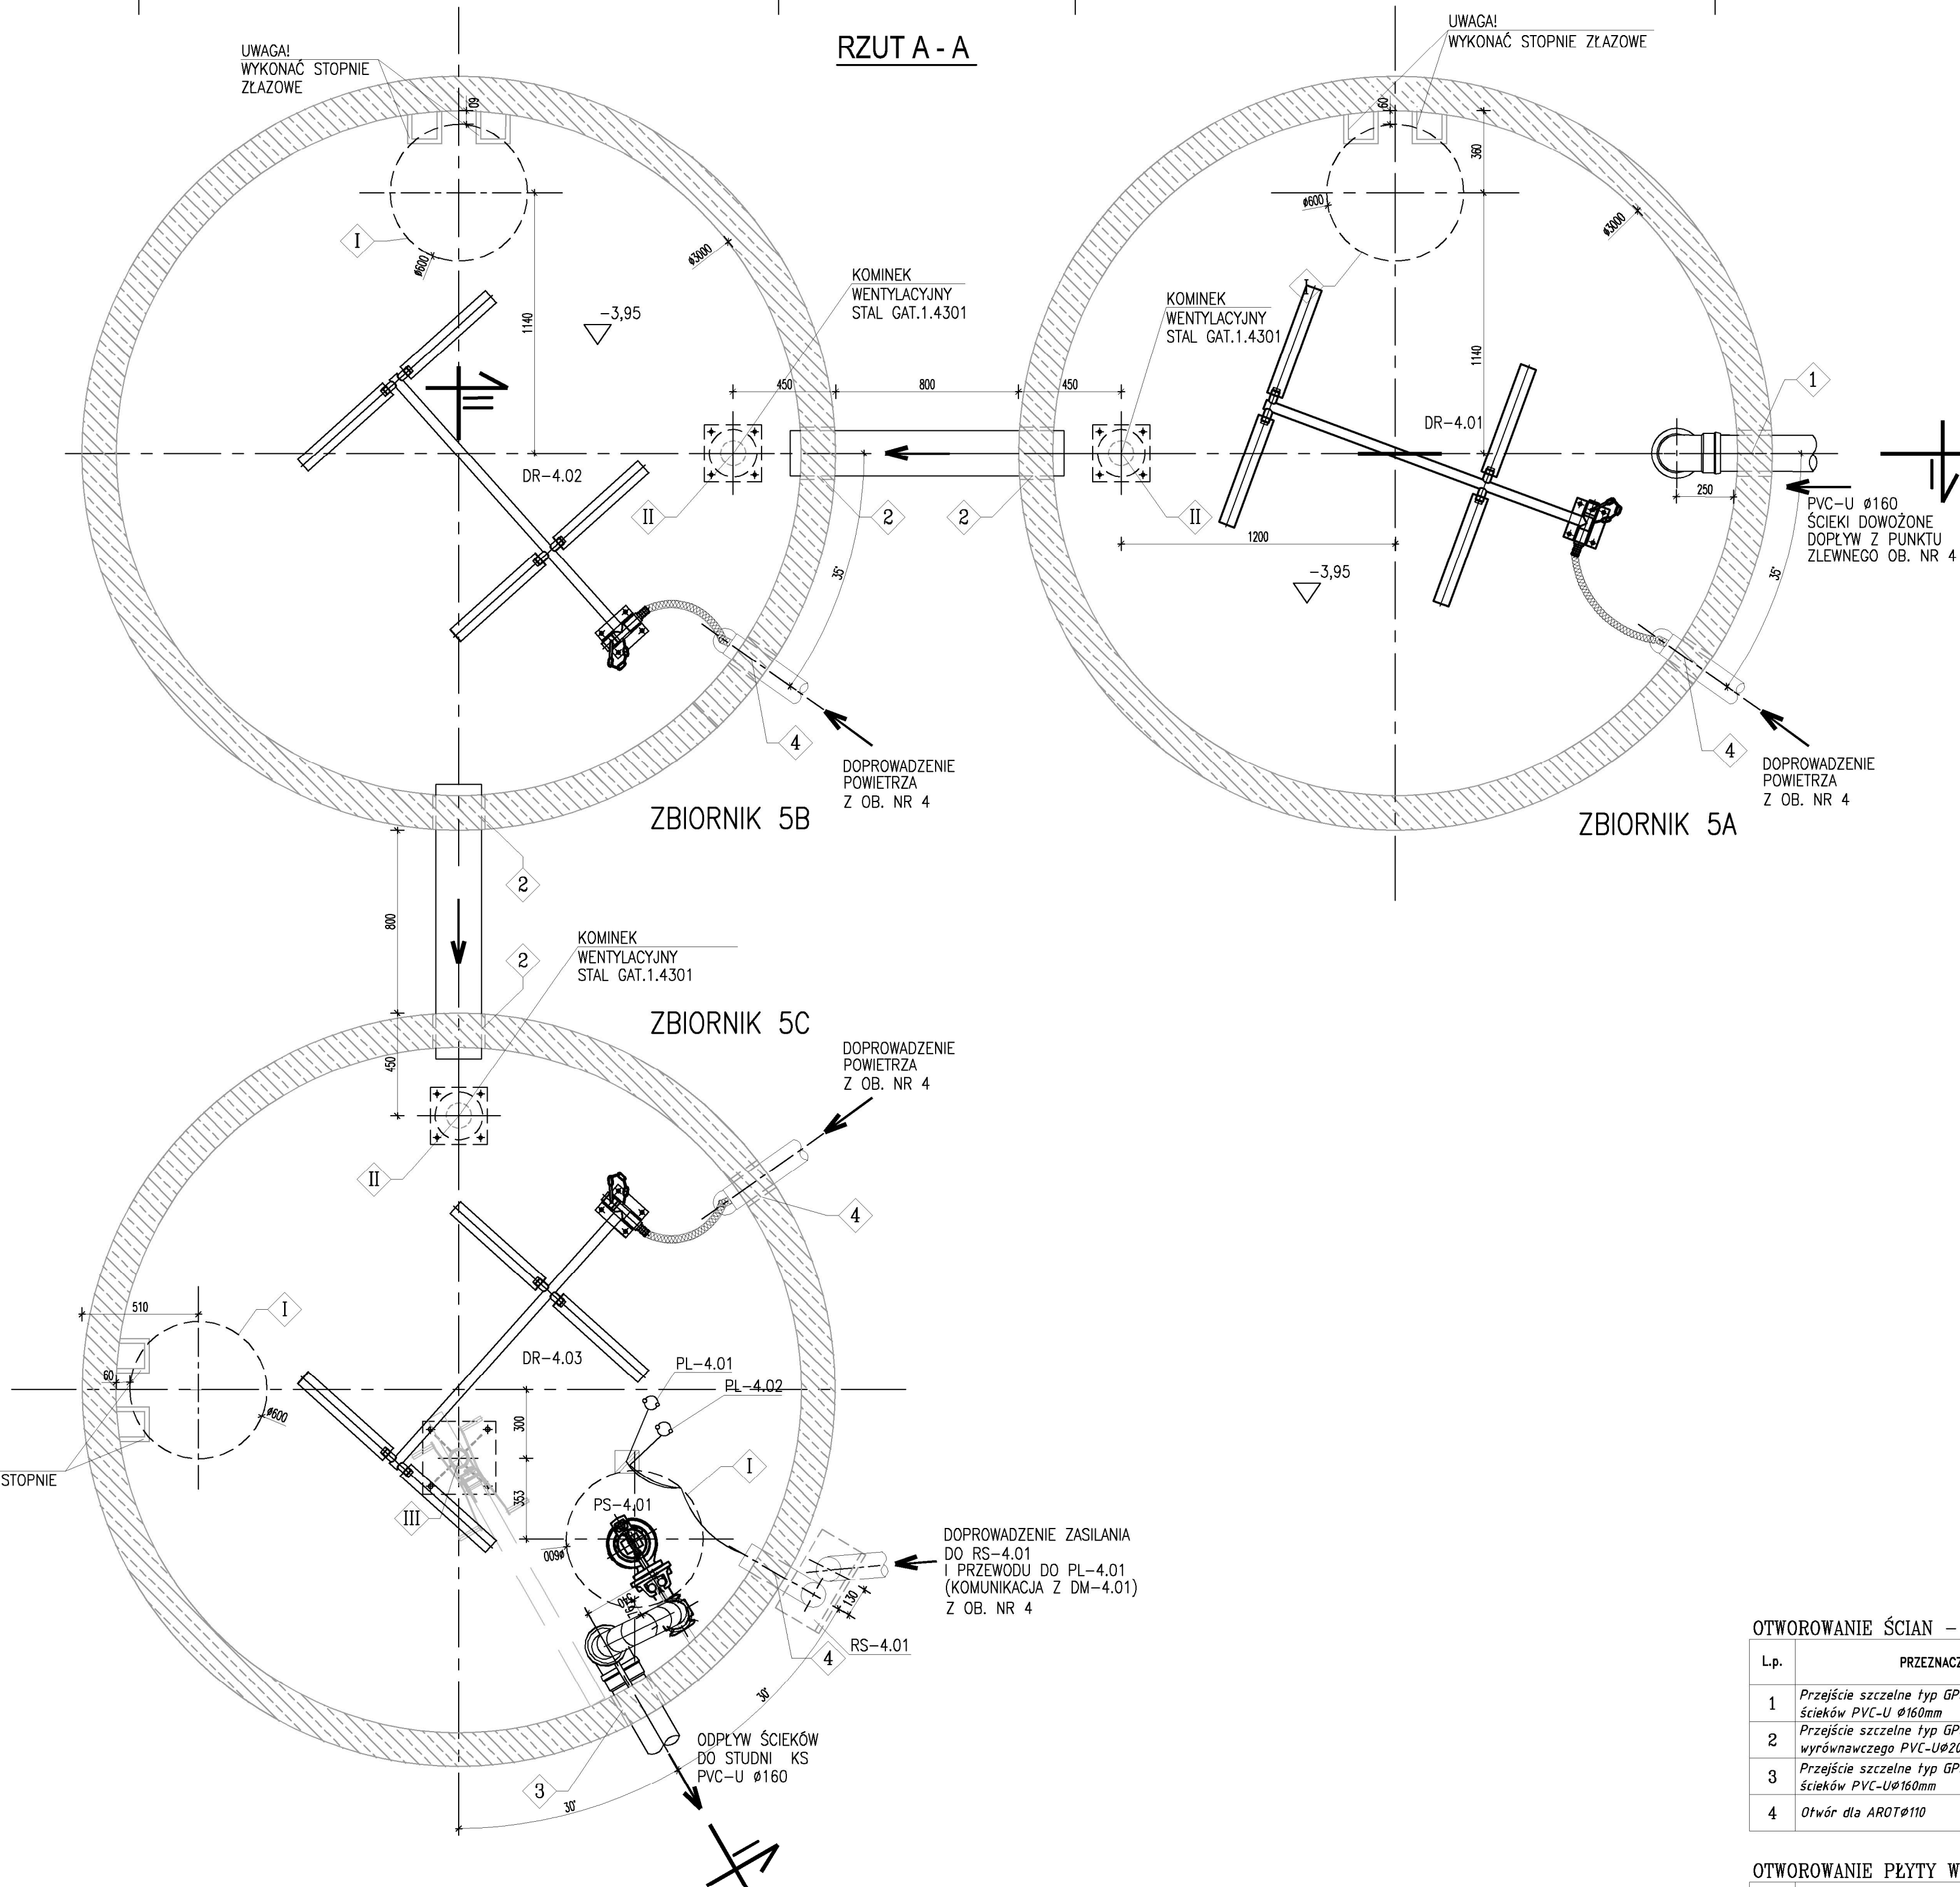 RZUT A - A
UWAGA!
WYKONAĆ STOPNIE
ZŁAZOWE
60
I
ø600
1140
-3,95
ø3000
DR-4.02
KOMINEK
WENTYLACYJNY
STAL GAT.1.4301
450
800
450
II
2
2
II
35°
4
DOPROWADZENIE
POWIETRZA
Z OB. NR 4
ZBIORNIK 5B
UWAGA!
WYKONAĆ STOPNIE ZŁAZOWE
60
360
ø600
ø3000
I
KOMINEK
WENTYLACYJNY
STAL GAT.1.4301
1140
DR-4.01
1
250
PVC-U ø160
ŚCIEKI DOWOŻONE
DOPŁYW Z PUNKTU
ZLEWNEGO OB. NR 4
1200
-3,95
35°
4
DOPROWADZENIE
POWIETRZA
Z OB. NR 4
ZBIORNIK 5A
2
800
2
KOMINEK
WENTYLACYJNY
STAL GAT.1.4301
450
ZBIORNIK 5C
DOPROWADZENIE
POWIETRZA
Z OB. NR 4
II
4
510
I
60
ø600
DR-4.03
PL-4.01
PL-4.02
300
353
STOPNIE
III
I
PS-4.01
ø600
DOPROWADZENIE ZASILANIA
DO RS-4.01
I PRZEWODU DO PL-4.01
(KOMUNIKACJA Z DM-4.01)
Z OB. NR 4
130
RS-4.01
4
30°
ODPŁYW ŚCIEKÓW
DO STUDNI KS
PVC-U ø160
3
30°
OTWOROWANIE ŚCIAN -
L.p.
1
Przejście szczelne typ GP
ścieków PVC-U ø160mm
2
Przejście szczelne typ GP
wyrównawczego
3
Przejście szczelne typ GP
ścieków PVC-Uø160mm
4
Otwór dla AROTø110
OTWOROWANIE PŁYTY W